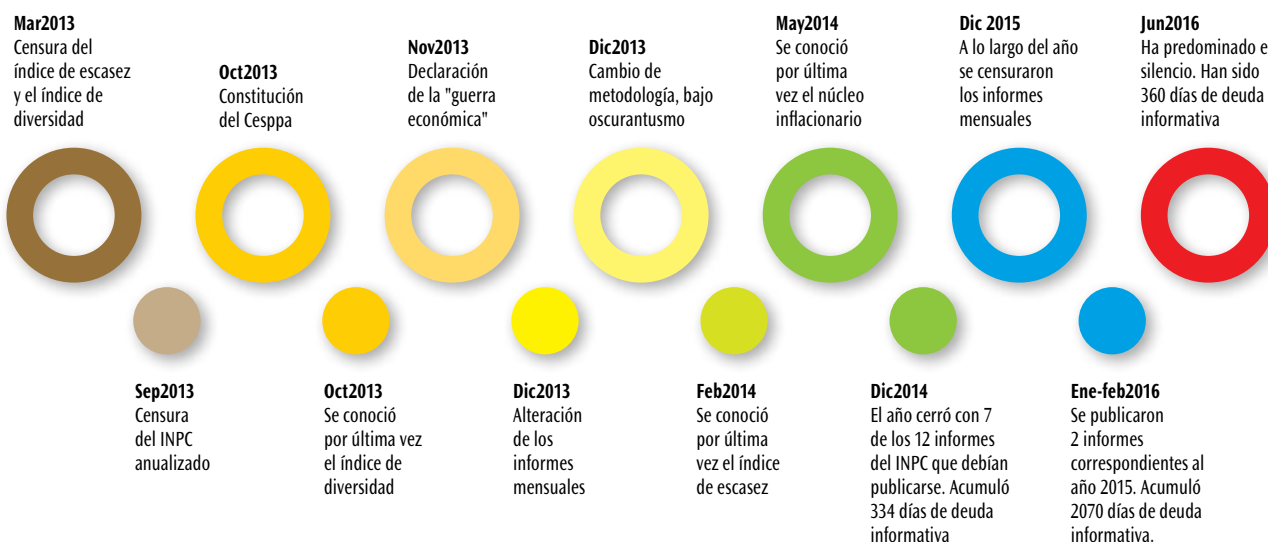 Mar2013
Censura del
índice de escasez
y el índice de
diversidad
Sep2013
Censura
del INPC
anualizado
Oct2013
Constitución
del Cesppa
Oct2013
Se conoció
por última vez
el índice de
diversidad
Nov2013
Declaración
de la "guerra
económica"
Dic2013
Alteración
de los
informes
mensuales
Dic2013
Cambio de
metodología, bajo
oscurantusmo
Feb2014
Se conoció
por última
vez el índice
de escasez
May2014
Se conoció
por última
vez el núcleo
inflacionario
Dic2014
El año cerró con 7
de los 12 informes
del INPC que debían
publicarse. Acumuló
334 días de deuda
informativa
Dic 2015
A lo largo del año
se censuraron
los informes
mensuales
Ene-feb2016
Se publicaron
2 informes
correspondientes al
año 2015. Acumuló
2070 días de deuda
informativa.
Jun2016
Ha predominado e
silencio. Han sido
360 días de deuda
informativa